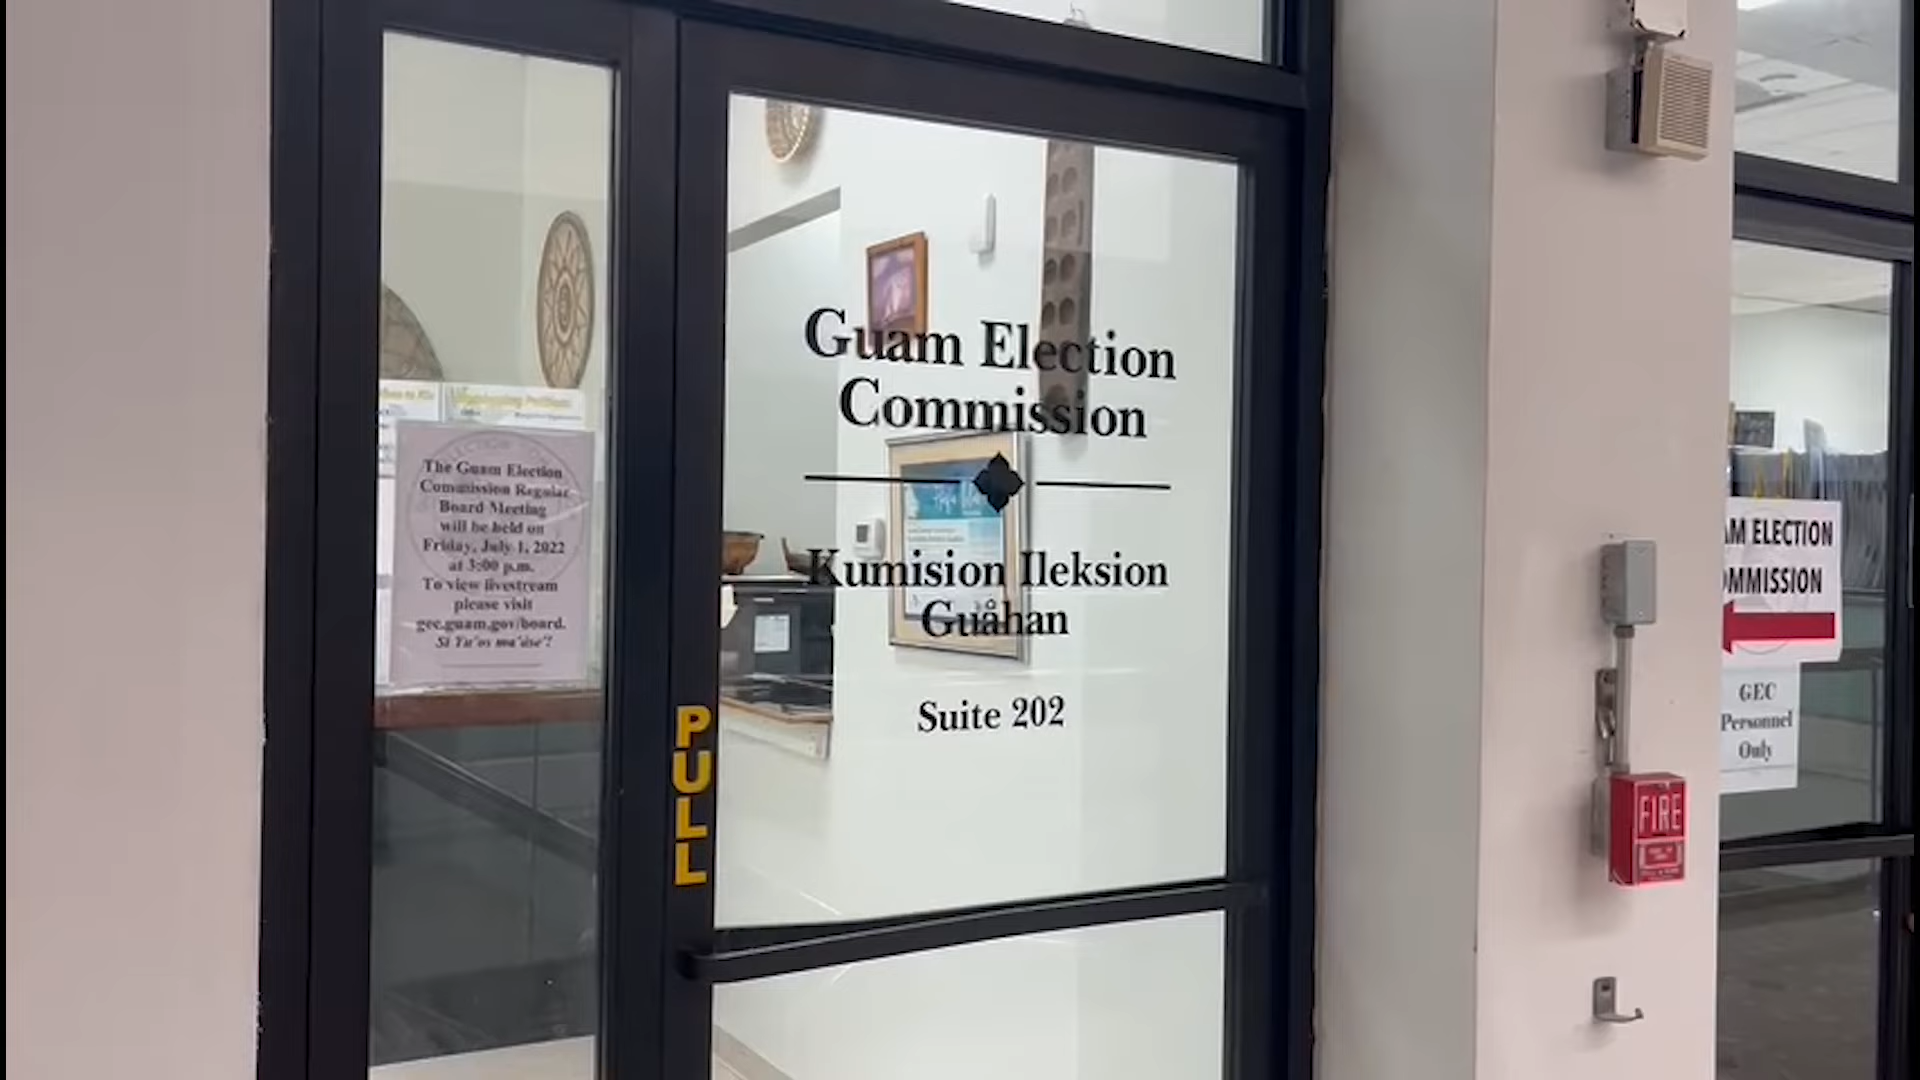 The Guam Election
Commission Regular
Board Meeting
will be held on
Friday, July 1, 2022
at 3:00 p.m.
To view livestream
please visit
gec.guam.gov/board.
Si Yu'os ma'åse'!
PULL
Guam Election
Commission
Kumision Ileksion
Guåhan
Suite 202
AM ELECTION
OMMISSION
GEC
Personnel
Only
FIRE